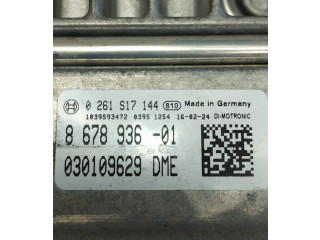 0 261 S17 144 810 Made in Germany
1039S93472 0395 1254 16-02-24 DI-MOTRONIC
8 678 936 -01
030109629 DME